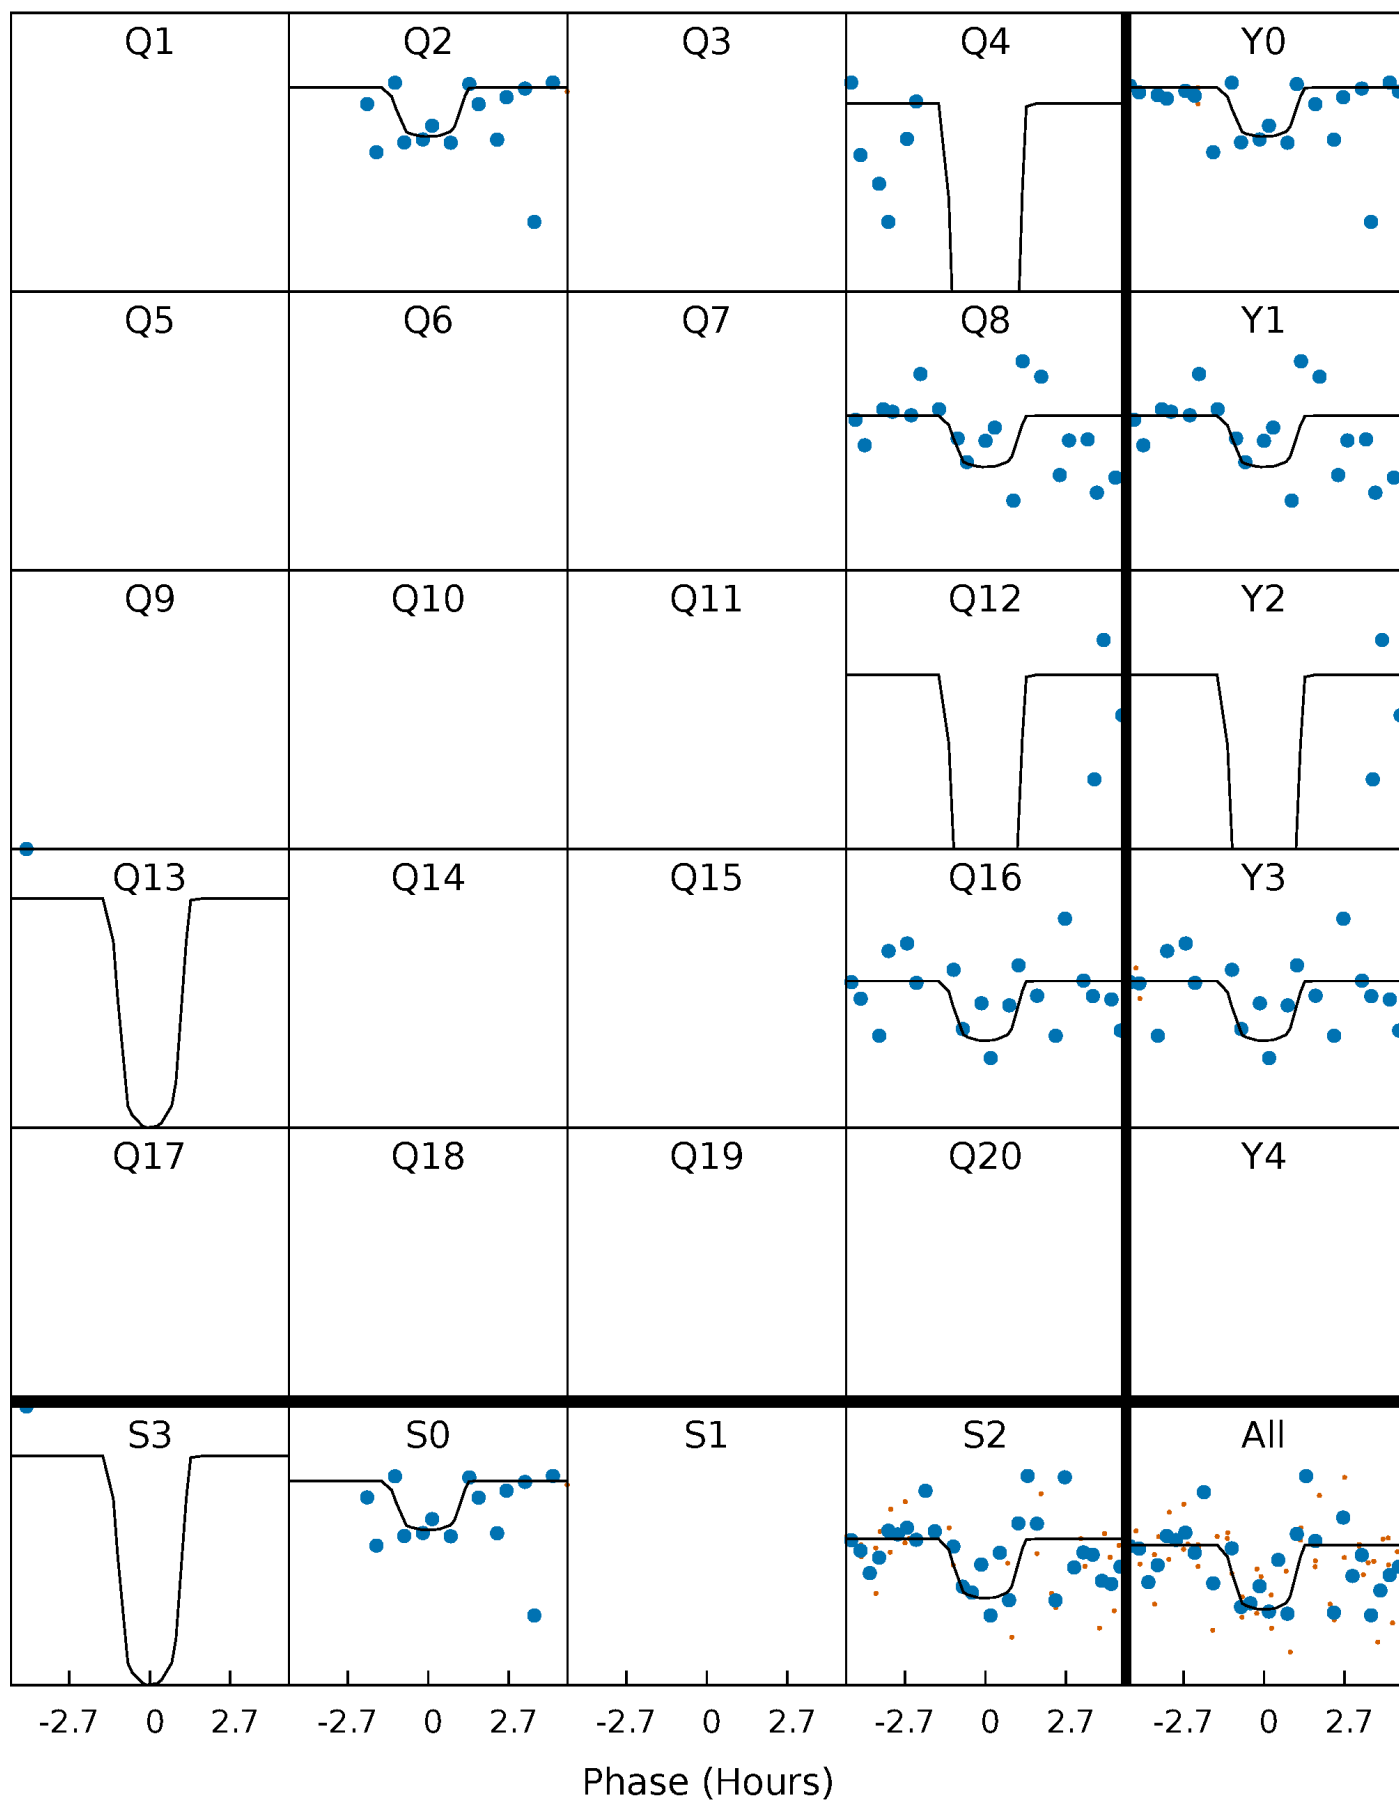 Q1 Q2 Q3 Q4 Y0
Q5 Q6 Q7 Q8 Y1
Q9 Q10 Q11 Q12 Y2
Q13 Q14 Q15 Q16 Y3
Q17 Q18 Q19 Q20 Y4
S3 S0 S1 S2 All
-2.7 0 2.7 -2.7 0 2.7 -2.7 0 2.7 -2.7 0 2.7 -2.7 0 2.7
Phase (Hours)